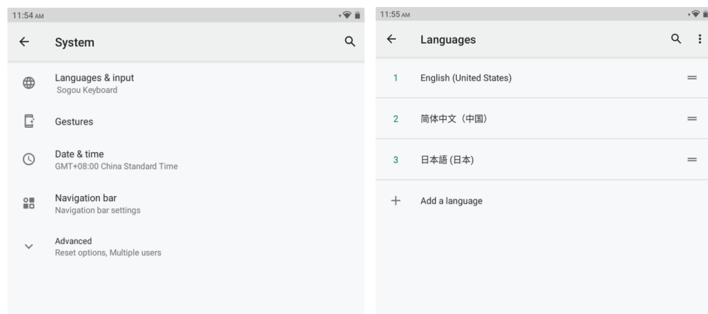 11:54 AM
System
Languages & input
Sogou Keyboard
Gestures
Date & time
GMT+08:00 China Standard Time
Navigation bar
Navigation bar settings
Advanced
Reset options, Multiple users
11:55 AM
Languages
1 English (United States)
2 简体中文（中国）
3 日本語 (日本)
Add a language